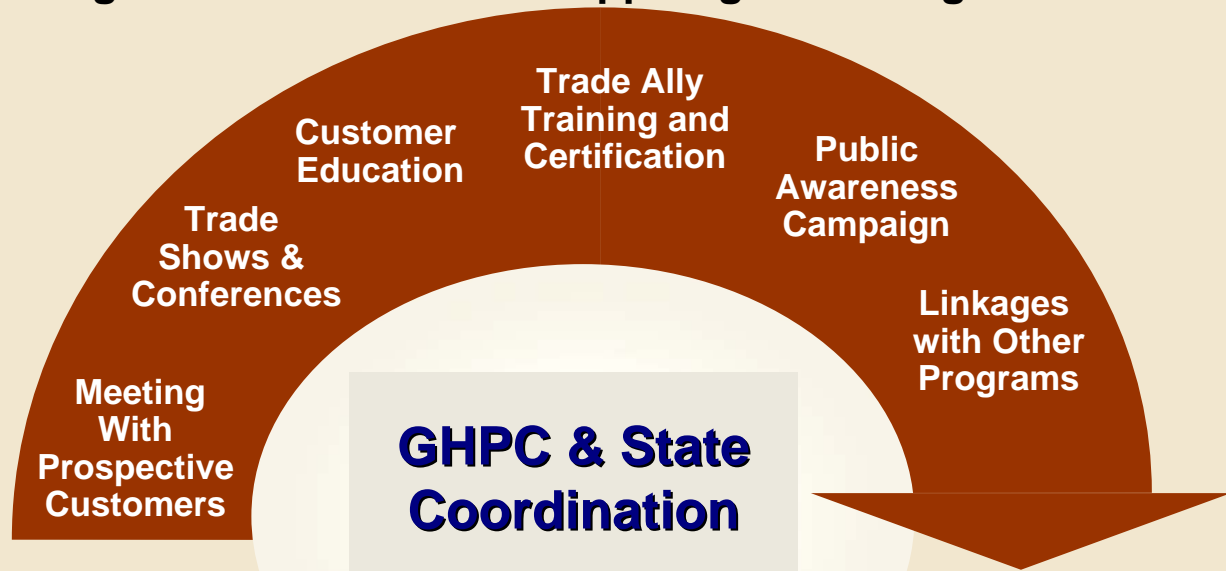 Meeting
With
Prospective
Customers
Trade
Shows &
Conferences
Customer
Education
Trade Ally
Training and
Certification
Public
Awareness
Campaign
Linkages
with Other
Programs
GHPC & State
Coordination